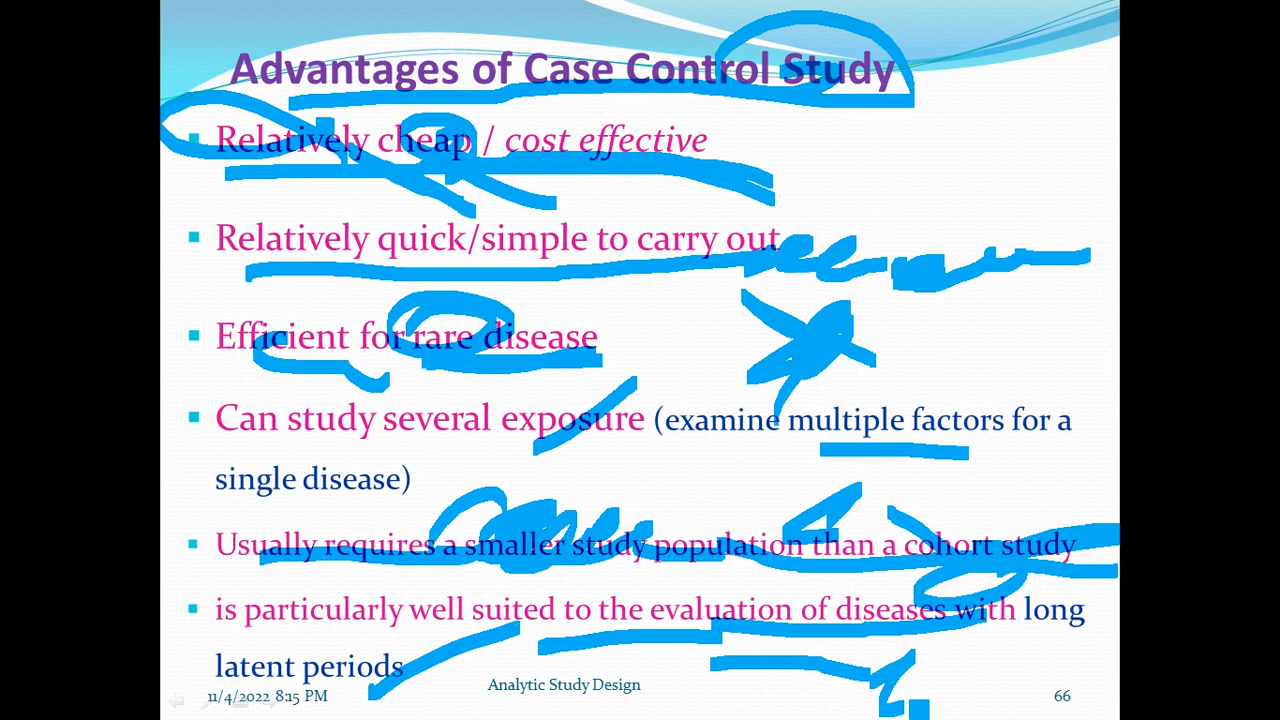 Advantages of Case Control Study
Relatively cheap / cost effective
Relatively quick/simple to carry out
Efficient for rare disease
Can study several exposure (examine multiple factors for a
single disease)
Usually requires a smaller study population than a cohort study
is particularly well suited to the evaluation of diseases with long
latent periods
11/4/2022 8:15 PM
Analytic Study Design
66